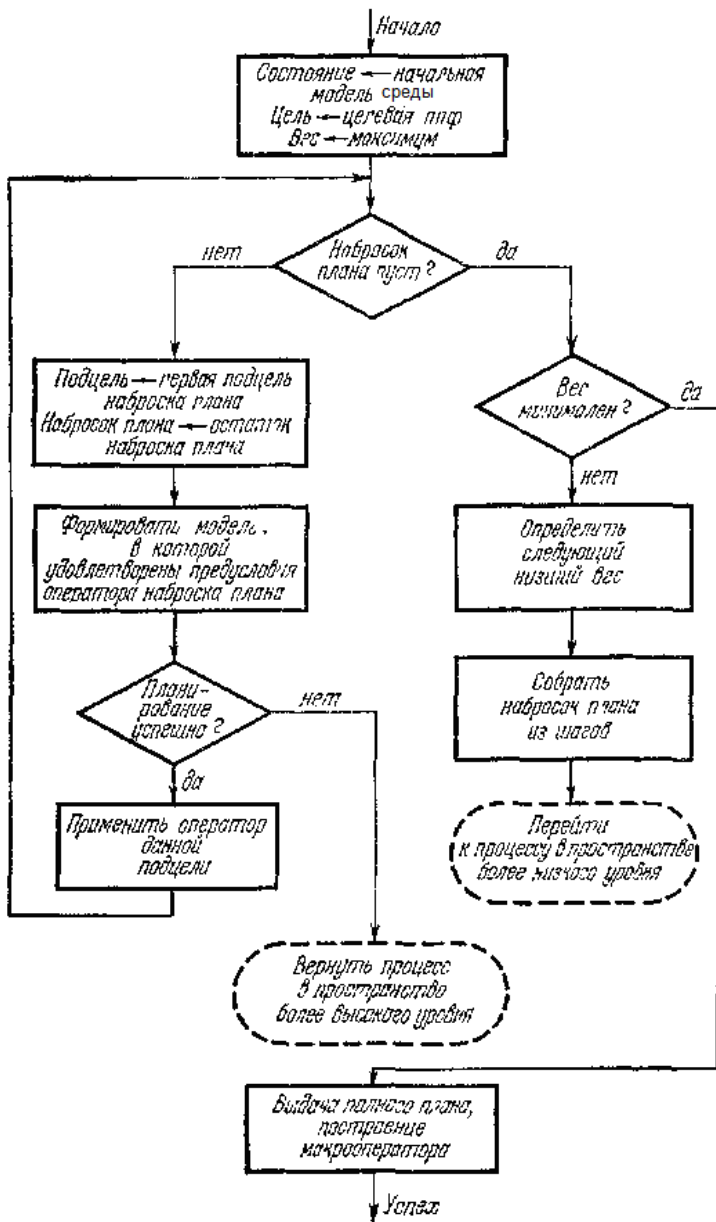 Начало
Состояние ← начальная
модель среды
Цель ← целевая ппф
Вес ← максимум
Набросок
плана пуст?
нет
да
Подцель ← первая подцель
наброска плана
Набросок плана ← остаток
наброска плана
Вес
минимален?
да
нет
Формировать модель,
в которой
удовлетворены предусловия
оператора наброска плана
Определить
следующий
низший вес
Плани-
рование
успешно?
нет
да
Собрать
набросок плана
из шагов
Применить оператор
данной
подцели
Перейти
к процессу в пространстве
более низкого уровня
Вернуть процесс
в пространство
более высокого уровня
Выдача полного плана,
построение
макрооператора
Успех